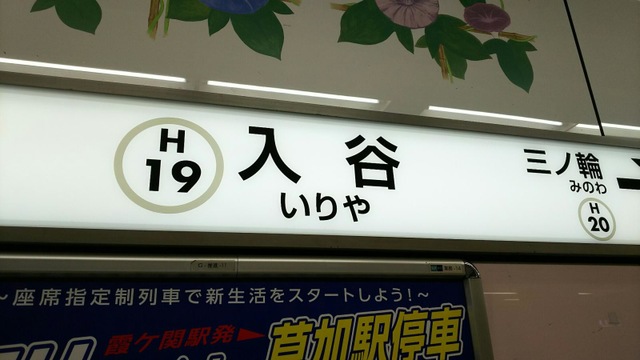 H
19
入谷
いりや
三ノ輪
みのわ
H
20
～座席指定制列車で新生活をスタートしよう！～
霞ケ関駅発
草加駅停車